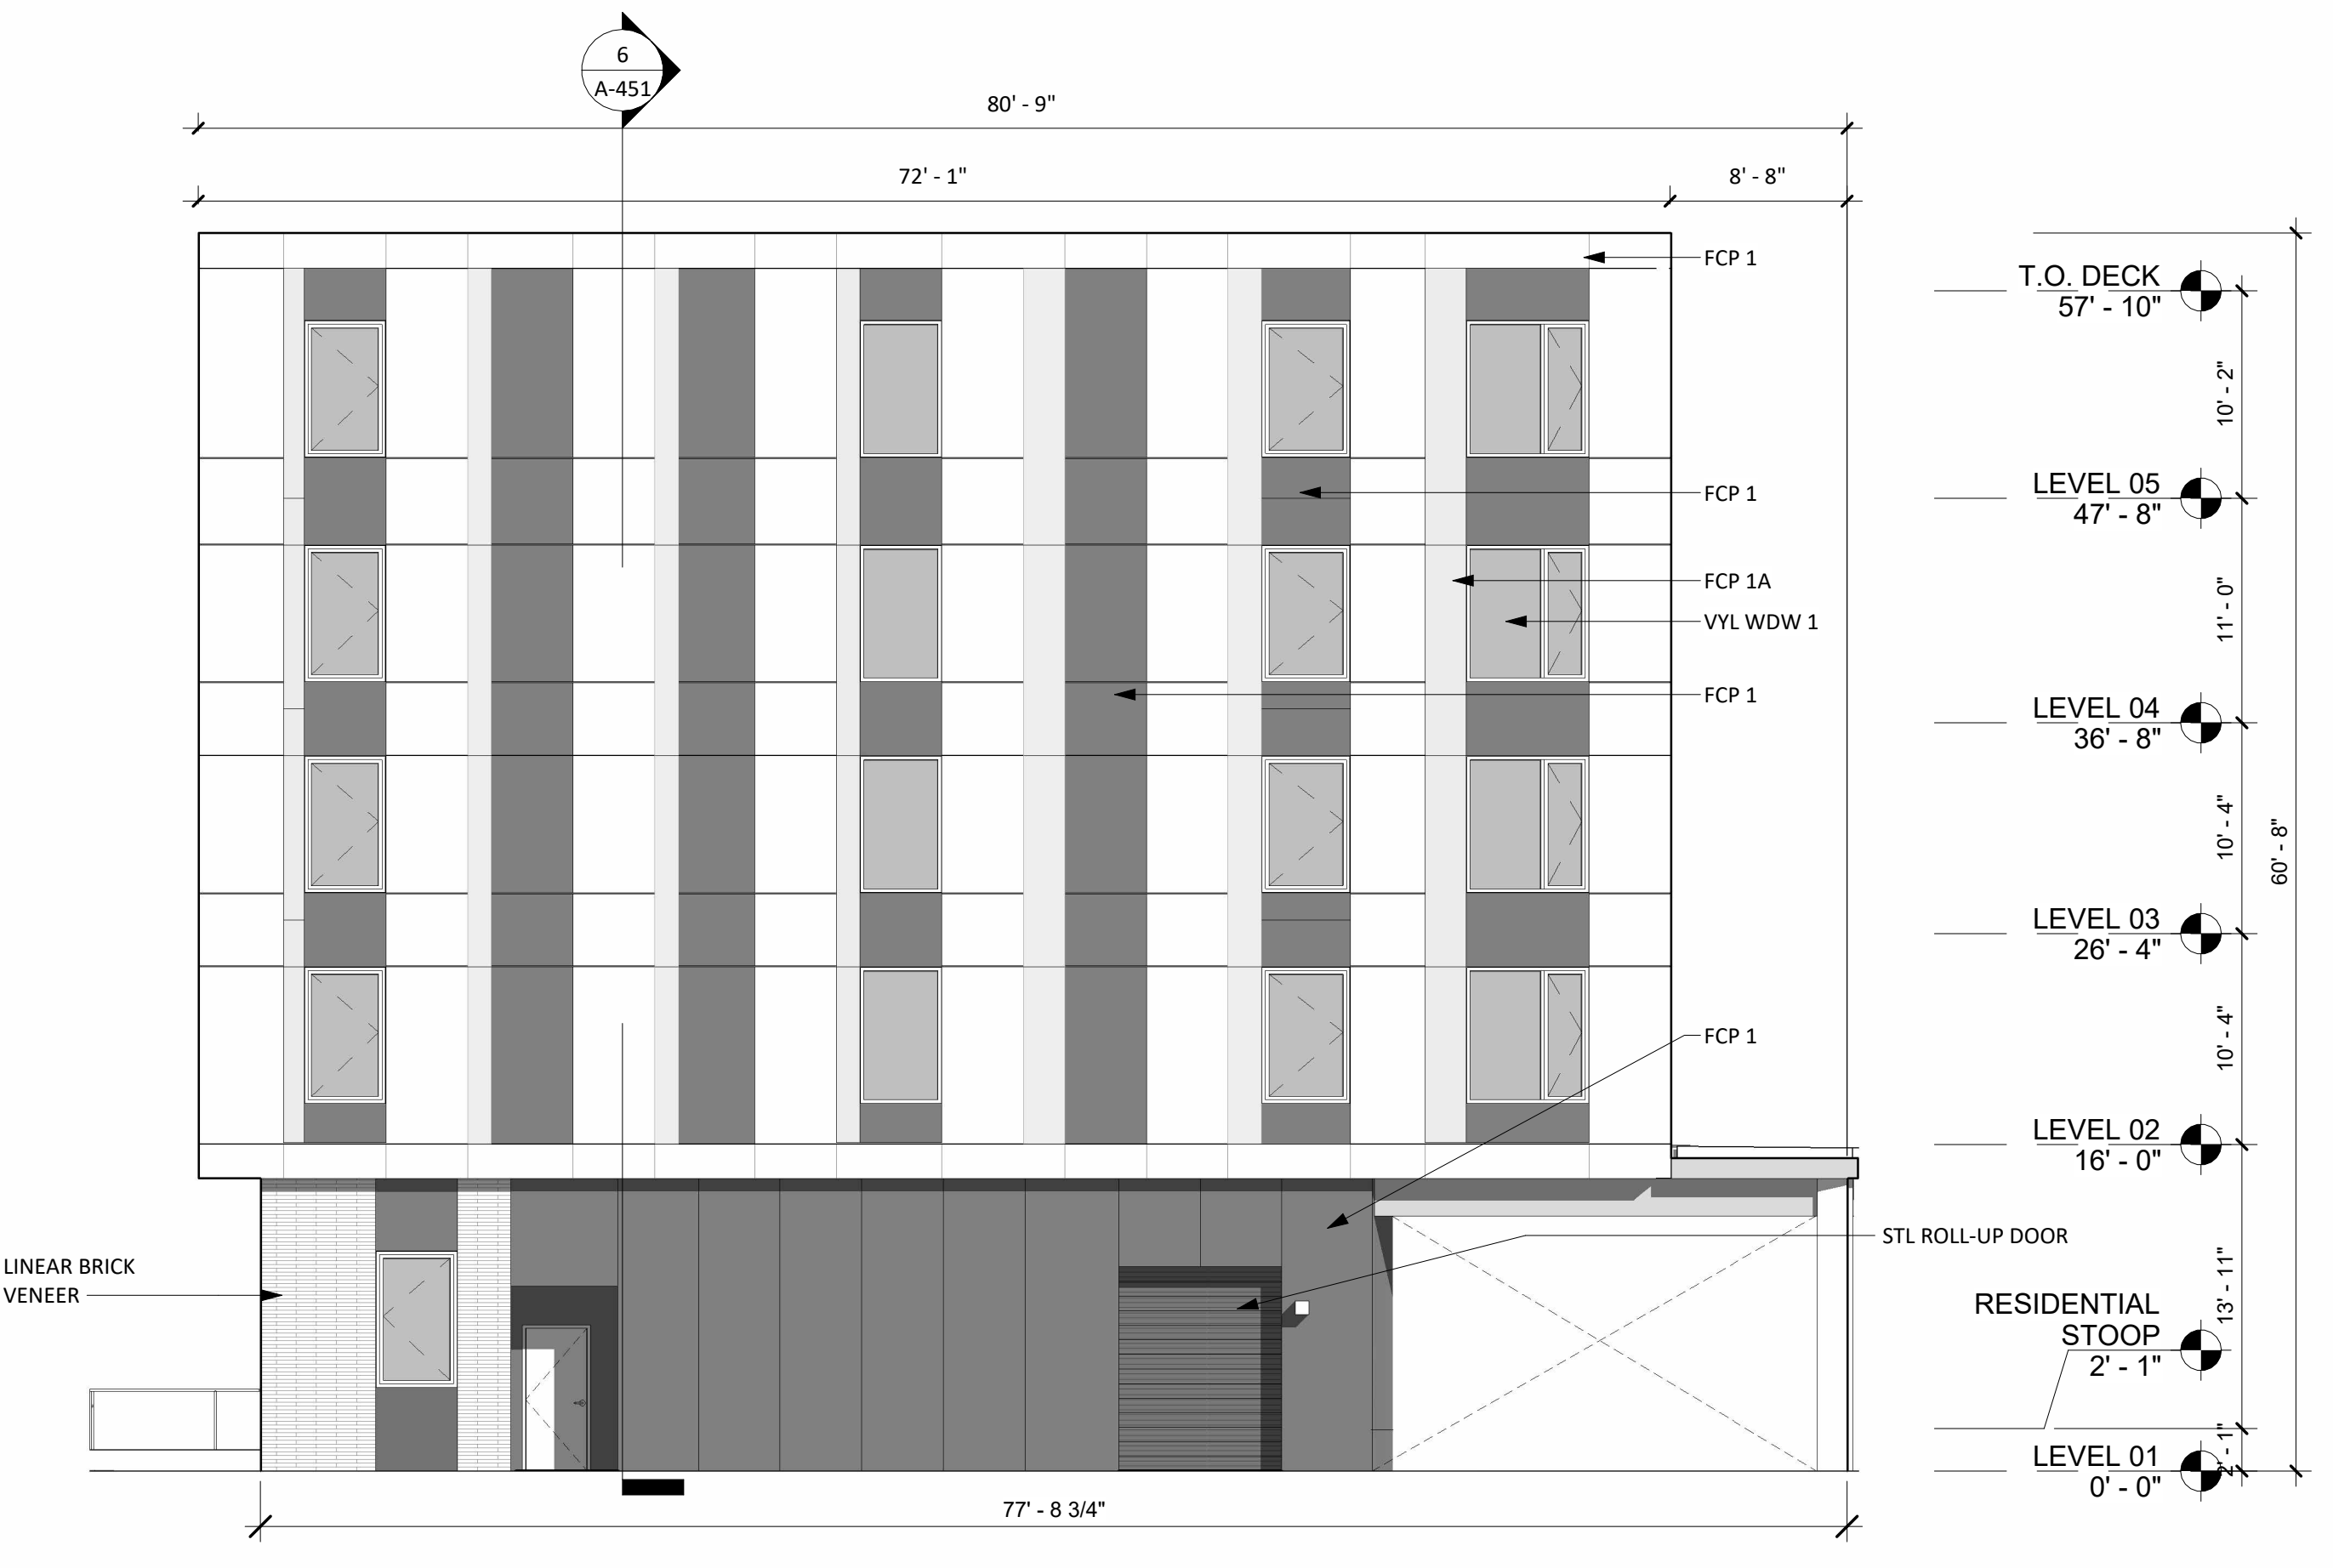 6
A-451
80' - 9"
72' - 1"
8' - 8"
FCP 1
T.O. DECK
57' - 10"
10' - 2"
FCP 1
LEVEL 05
47' - 8"
FCP 1A
11' - 0"
VYL WDW 1
FCP 1
LEVEL 04
36' - 8"
10' - 4"
60' - 8"
LEVEL 03
26' - 4"
FCP 1
10' - 4"
LEVEL 02
16' - 0"
STL ROLL-UP DOOR
LINEAR BRICK
VENEER
13' - 11"
RESIDENTIAL
STOOP
2' - 1"
2' - 1"
LEVEL 01
0' - 0"
77' - 8 3/4"